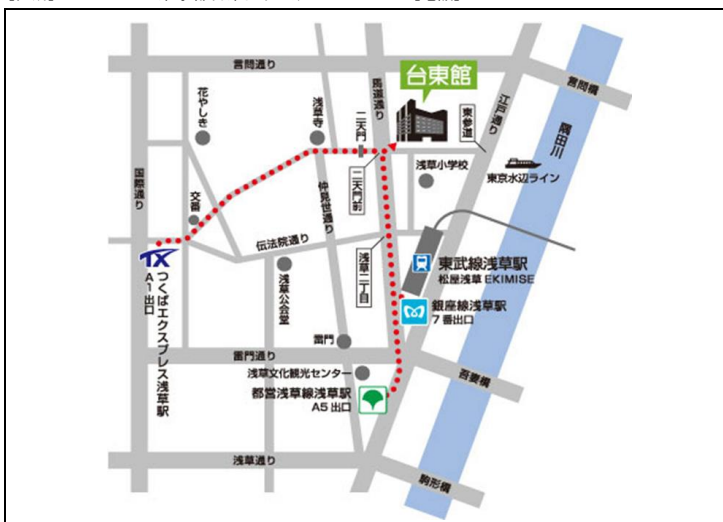 言問通り
台東館
馬道通り
言問橋
花やしき
浅草寺
二天門
東参道
江戸通り
隅田川
国際通り
浅草小学校
東京水辺ライン
交番
仲見世通り
二天門前
伝法院通り
TX
つくばエクスプレス浅草駅
A1出口
浅草公会堂
浅草二丁目
東武線浅草駅
松屋浅草 EKIMISE
銀座線浅草駅
7番出口
雷門
雷門通り
吾妻橋
浅草文化観光センター
都営浅草線浅草駅
A5出口
浅草通り
駒形橋